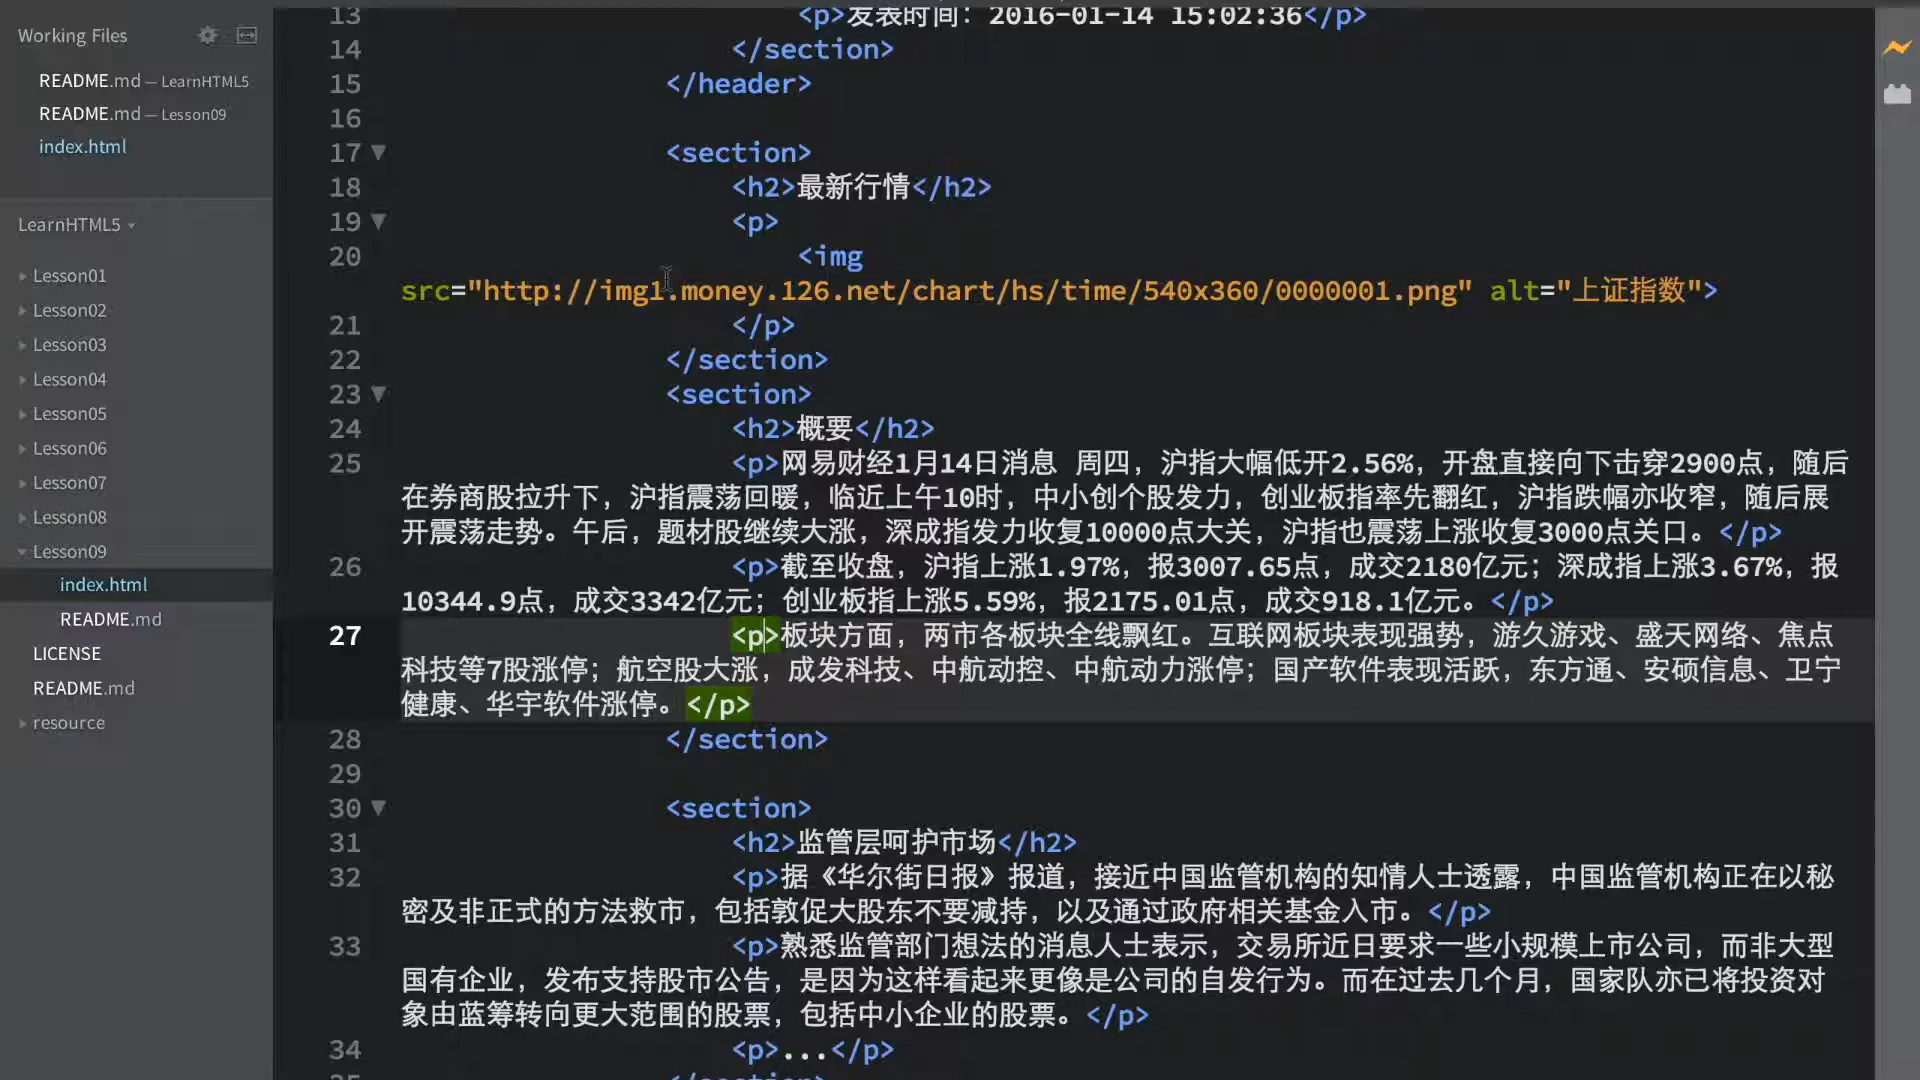 Working Files
README.md — LearnHTML5
README.md — Lesson09
index.html
LearnHTML5
Lesson01
Lesson02
Lesson03
Lesson04
Lesson05
Lesson06
Lesson07
Lesson08
Lesson09
index.html
README.md
LICENSE
README.md
resource
13 <p>发表时间：2016-01-14 15:02:36</p>
14 </section>
15 </header>
16
17 <section>
18 <h2>最新行情</h2>
19 <p>
20 <img
src="http://img1.money.126.net/chart/hs/time/540x360/0000001.png" alt="上证指数">
21 </p>
22 </section>
23 <section>
24 <h2>概要</h2>
25 <p>网易财经1月14日消息 周四，沪指大幅低开2.56%，开盘直接向下击穿2900点，随后
在券商股拉升下，沪指震荡回暖，临近上午10时，中小创个股发力，创业板指率先翻红，沪指跌幅亦收窄，随后展
开震荡走势。午后，题材股继续大涨，深成指发力收复10000点大关，沪指也震荡上涨收复3000点关口。</p>
26 <p>截至收盘，沪指上涨1.97%，报3007.65点，成交2180亿元；深成指上涨3.67%，报
10344.9点，成交3342亿元；创业板指上涨5.59%，报2175.01点，成交918.1亿元。</p>
27 <p>板块方面，两市各板块全线飘红。互联网板块表现强势，游久游戏、盛天网络、焦点
科技等7股涨停；航空股大涨，成发科技、中航动控、中航动力涨停；国产软件表现活跃，东方通、安硕信息、卫宁
健康、华宇软件涨停。</p>
28 </section>
29
30 <section>
31 <h2>监管层呵护市场</h2>
32 <p>据《华尔街日报》报道，接近中国监管机构的知情人士透露，中国监管机构正在以秘
密及非正式的方法救市，包括敦促大股东不要减持，以及通过政府相关基金入市。</p>
33 <p>熟悉监管部门想法的消息人士表示，交易所近日要求一些小规模上市公司，而非大型
国有企业，发布支持股市公告，是因为这样看起来更像是公司的自发行为。而在过去几个月，国家队亦已将投资对
象由蓝筹转向更大范围的股票，包括中小企业的股票。</p>
34 <p>...</p>